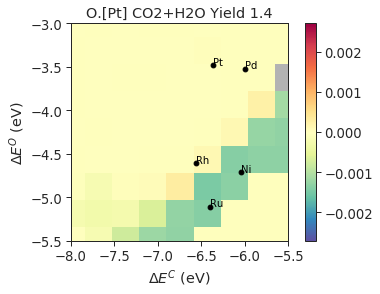 O.[Pt] CO2+H2O Yield 1.4
−3.0
−3.5
−4.0
−4.5
−5.0
−5.5
ΔE^O (eV)
Pt
Pd
Rh
Ni
Ru
−8.0 −7.5 −7.0 −6.5 −6.0 −5.5
ΔE^C (eV)
0.002
0.001
0.000
−0.001
−0.002